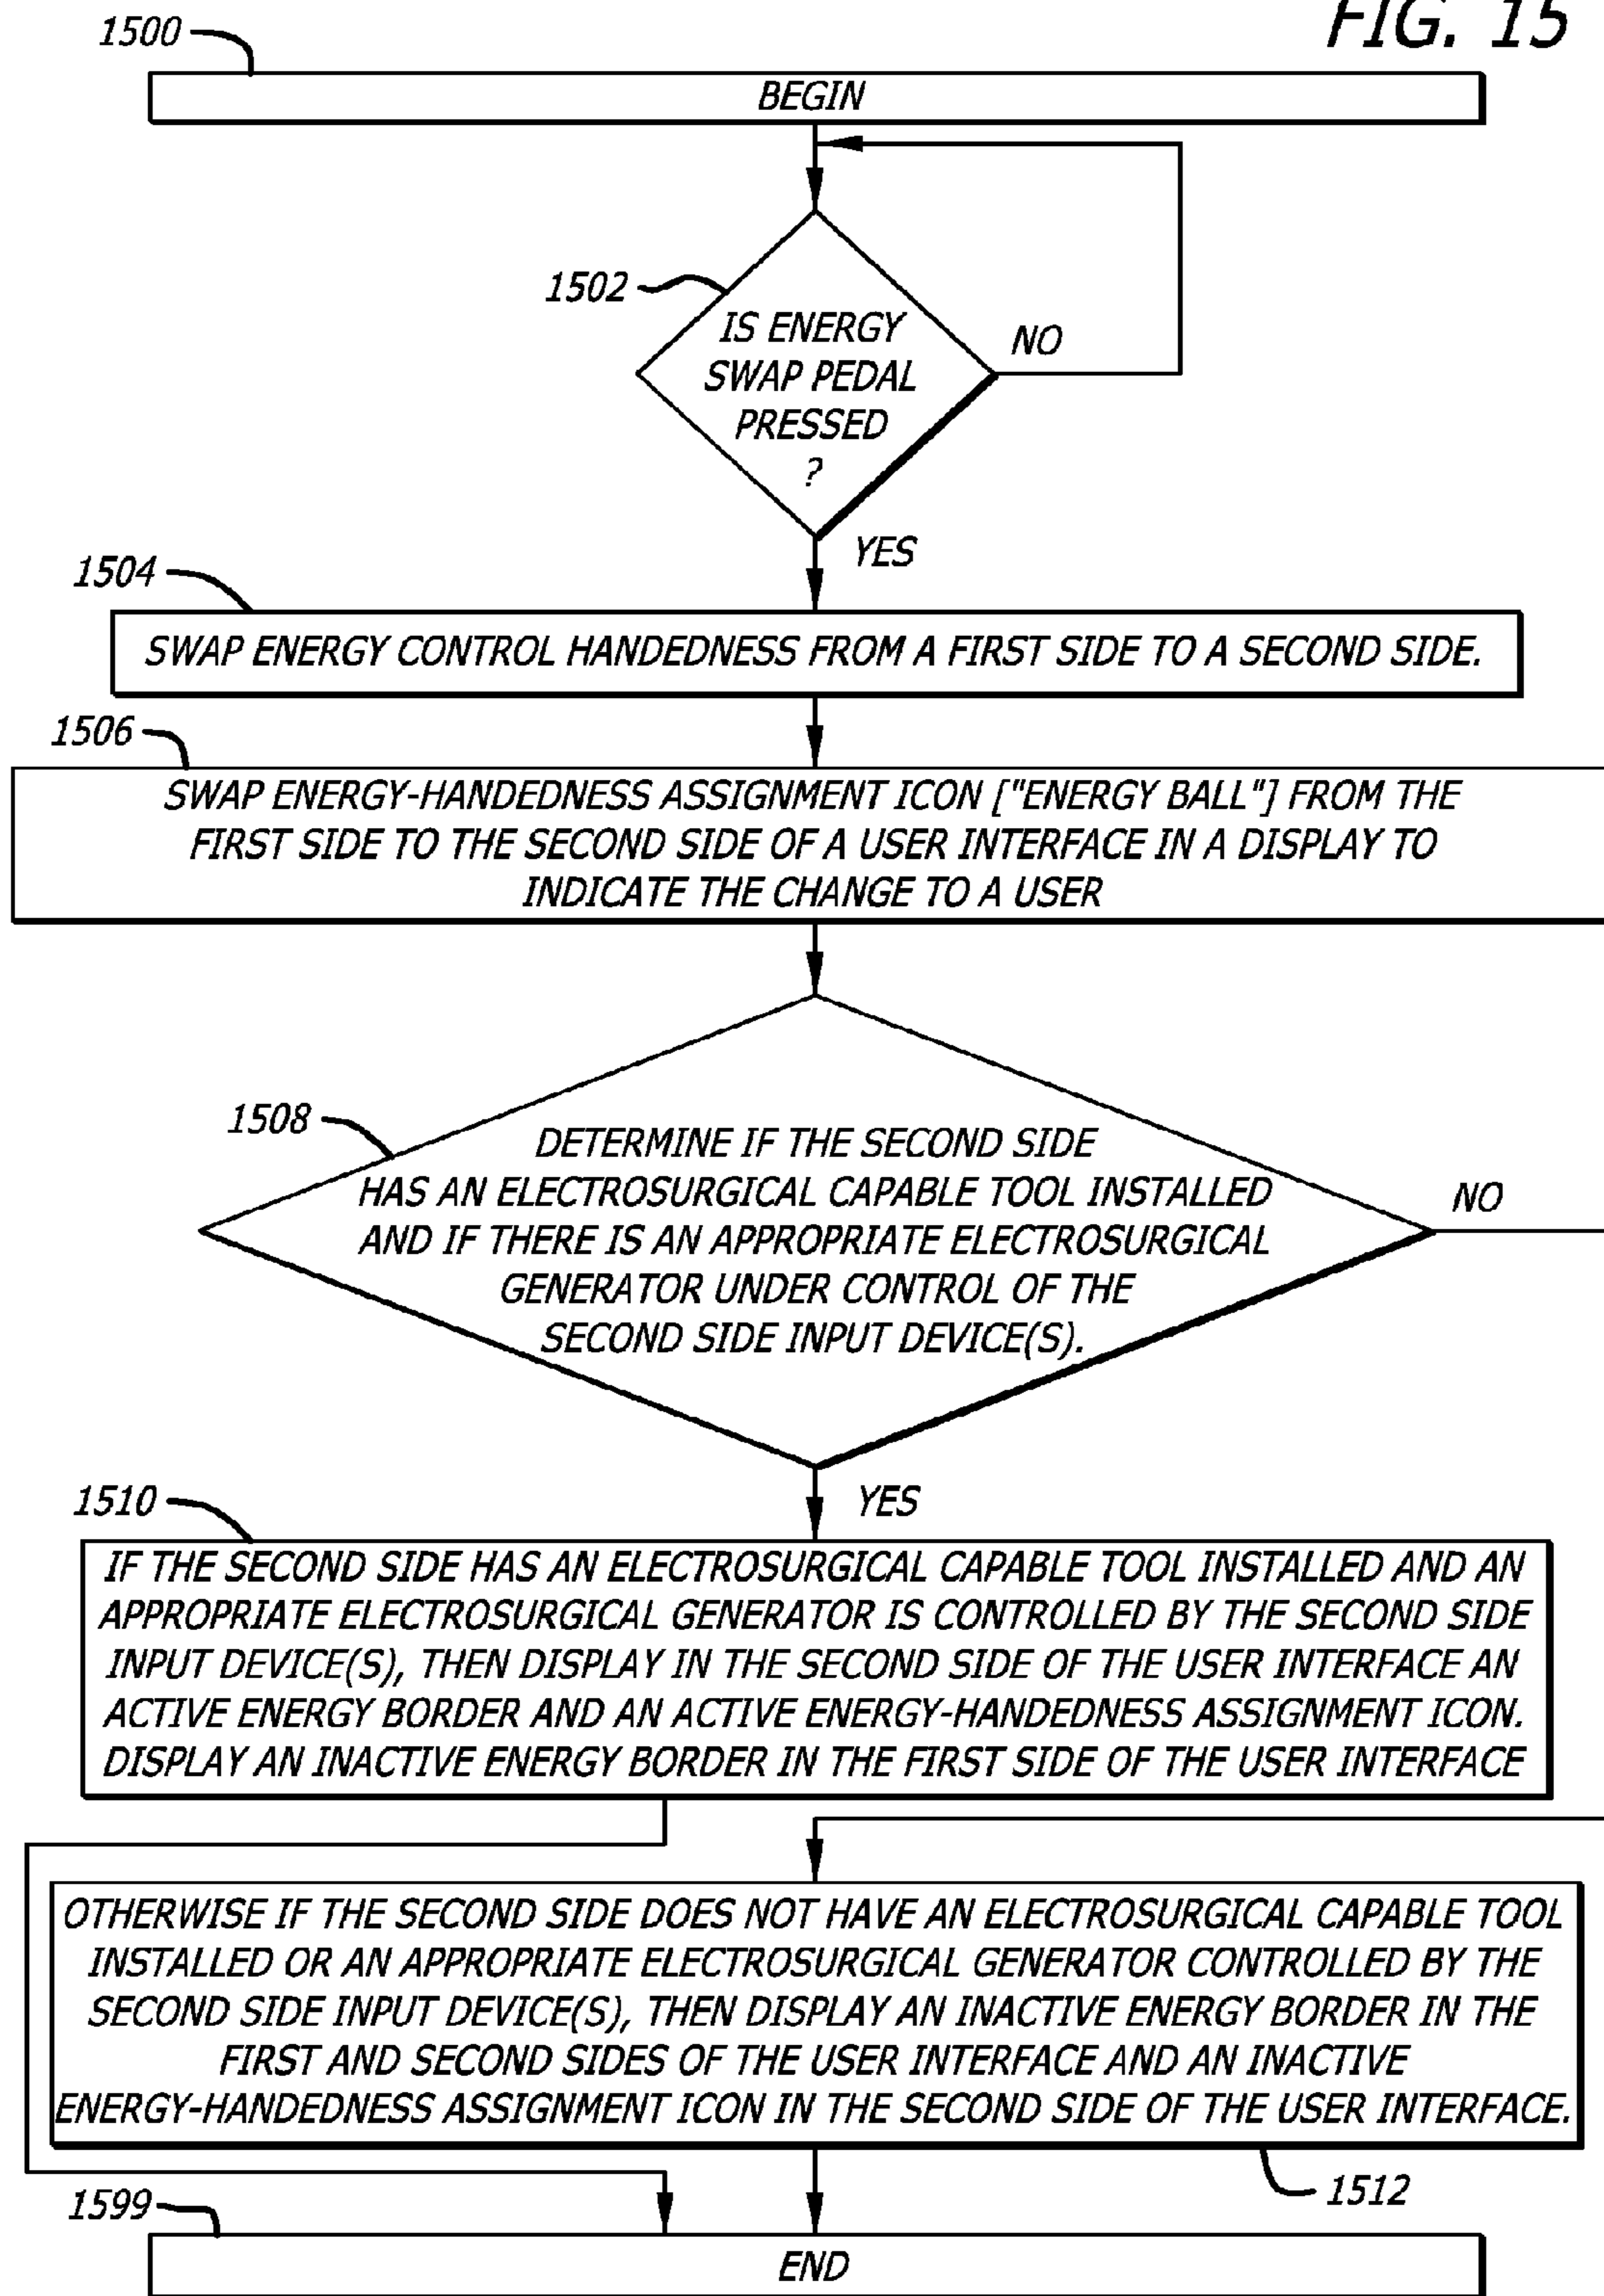 FIG. 15
1500
BEGIN
1502
IS ENERGY
SWAP PEDAL
PRESSED
?
NO
YES
1504
SWAP ENERGY CONTROL HANDEDNESS FROM A FIRST SIDE TO A SECOND SIDE.
1506
SWAP ENERGY-HANDEDNESS ASSIGNMENT ICON ["ENERGY BALL"] FROM THE
FIRST SIDE TO THE SECOND SIDE OF A USER INTERFACE IN A DISPLAY TO
INDICATE THE CHANGE TO A USER
1508
DETERMINE IF THE SECOND SIDE
HAS AN ELECTROSURGICAL CAPABLE TOOL INSTALLED
AND IF THERE IS AN APPROPRIATE ELECTROSURGICAL
GENERATOR UNDER CONTROL OF THE
SECOND SIDE INPUT DEVICE(S).
NO
YES
1510
IF THE SECOND SIDE HAS AN ELECTROSURGICAL CAPABLE TOOL INSTALLED AND AN
APPROPRIATE ELECTROSURGICAL GENERATOR IS CONTROLLED BY THE SECOND SIDE
INPUT DEVICE(S), THEN DISPLAY IN THE SECOND SIDE OF THE USER INTERFACE AN
ACTIVE ENERGY BORDER AND AN ACTIVE ENERGY-HANDEDNESS ASSIGNMENT ICON.
DISPLAY AN INACTIVE ENERGY BORDER IN THE FIRST SIDE OF THE USER INTERFACE
OTHERWISE IF THE SECOND SIDE DOES NOT HAVE AN ELECTROSURGICAL CAPABLE TOOL
INSTALLED OR AN APPROPRIATE ELECTROSURGICAL GENERATOR CONTROLLED BY THE
SECOND SIDE INPUT DEVICE(S), THEN DISPLAY AN INACTIVE ENERGY BORDER IN THE
FIRST AND SECOND SIDES OF THE USER INTERFACE AND AN INACTIVE
ENERGY-HANDEDNESS ASSIGNMENT ICON IN THE SECOND SIDE OF THE USER INTERFACE.
1512
1599
END